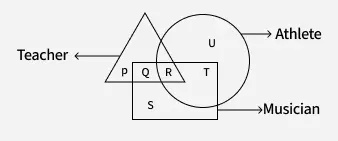 U
Athlete
Teacher
p Q R T
S
Musician